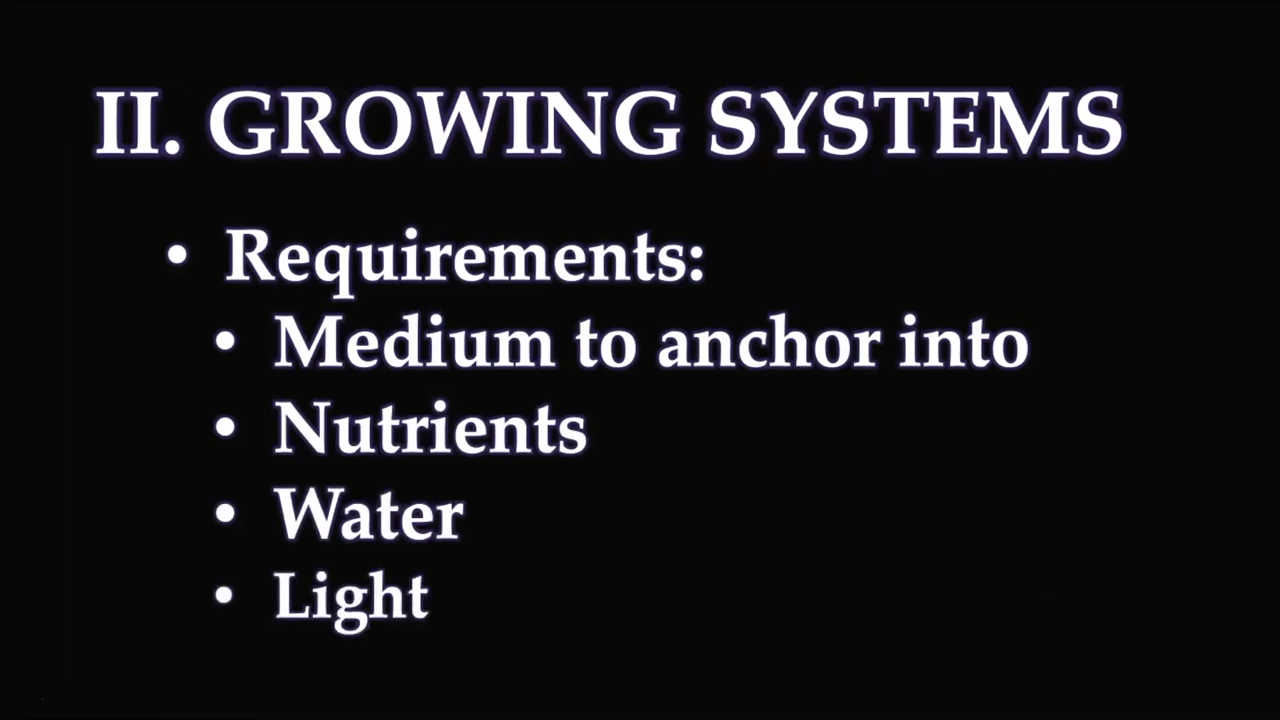 II. GROWING SYSTEMS
• Requirements:
• Medium to anchor into
• Nutrients
• Water
• Light